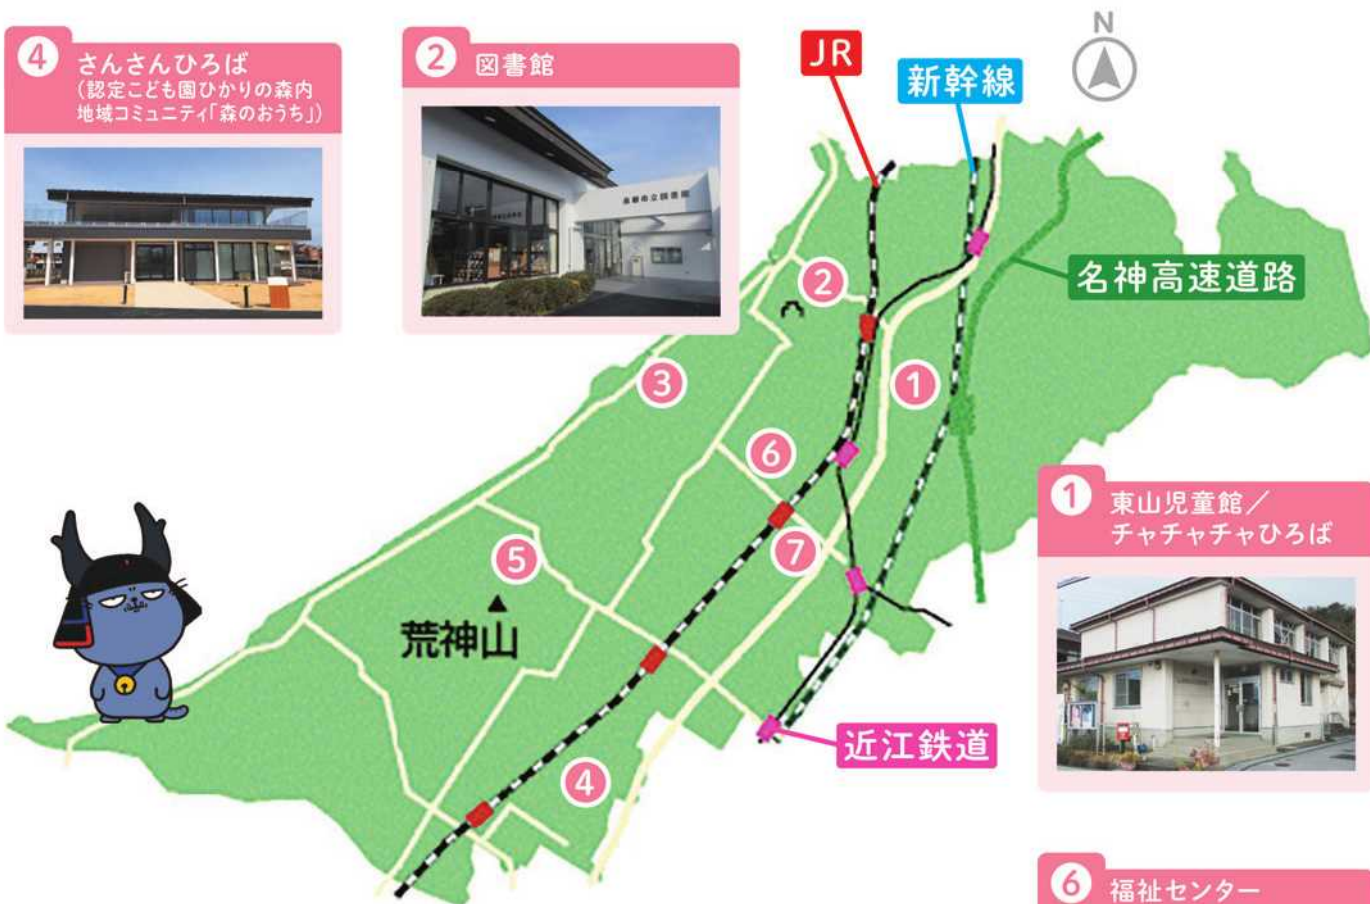 4
さんさんひろば
(認定こども園ひかりの森内
地域コミュニティ「森のおうち」)
2
図書館
JR
新幹線
N
名神高速道路
2
3
1
6
5
7
荒神山
4
近江鉄道
1
東山児童館/
チャチャチャひろば
6
福祉センター